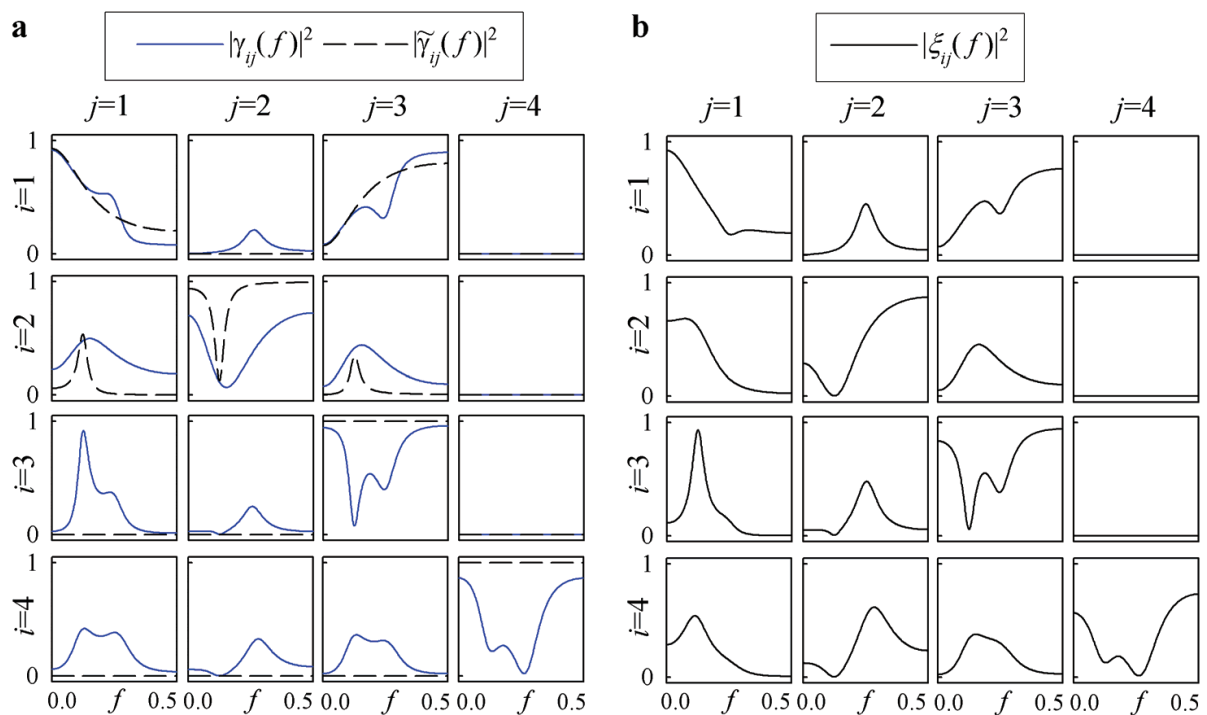 a
|γij(f)|² |γ̃ij(f)|²
j=1 j=2 j=3 j=4
i=1 1 0
i=2 1 0
i=3 1 0
i=4 1 0
0.0 f 0.5 0.0 f 0.5 0.0 f 0.5 0.0 f 0.5
b
|ξij(f)|²
j=1 j=2 j=3 j=4
i=1 1 0
i=2 1 0
i=3 1 0
i=4 1 0
0.0 f 0.5 0.0 f 0.5 0.0 f 0.5 0.0 f 0.5